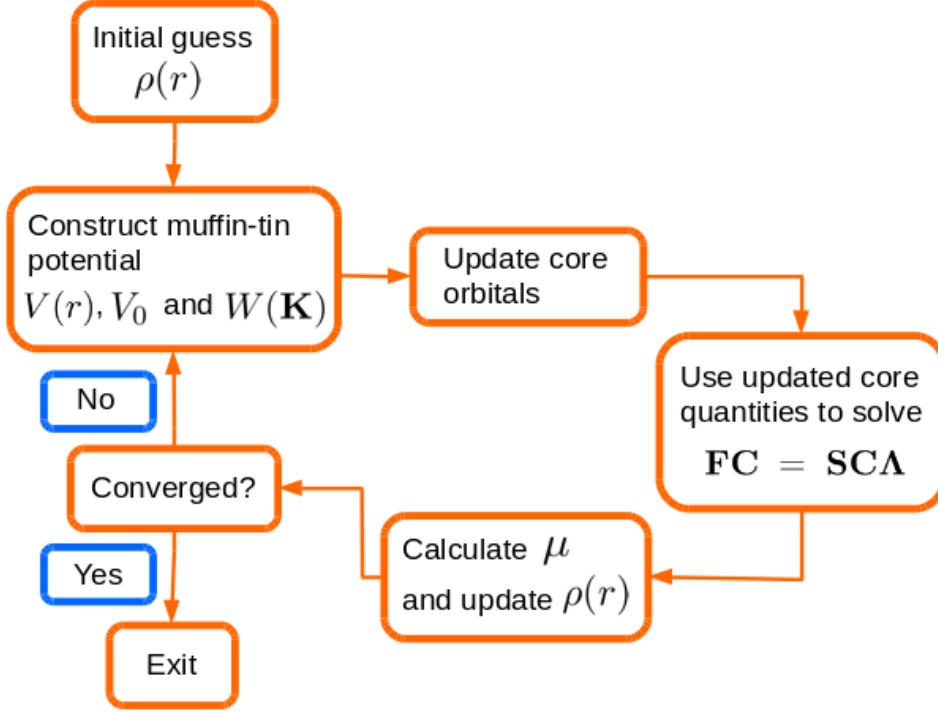 Initial guess
ρ(r)
Construct muffin-tin
potential
V(r), V₀ and W(𝐊)
Update core
orbitals
Use updated core
quantities to solve
𝐅𝐂 = 𝐒𝐂𝚲
No
Converged?
Calculate μ
and update ρ(r)
Yes
Exit